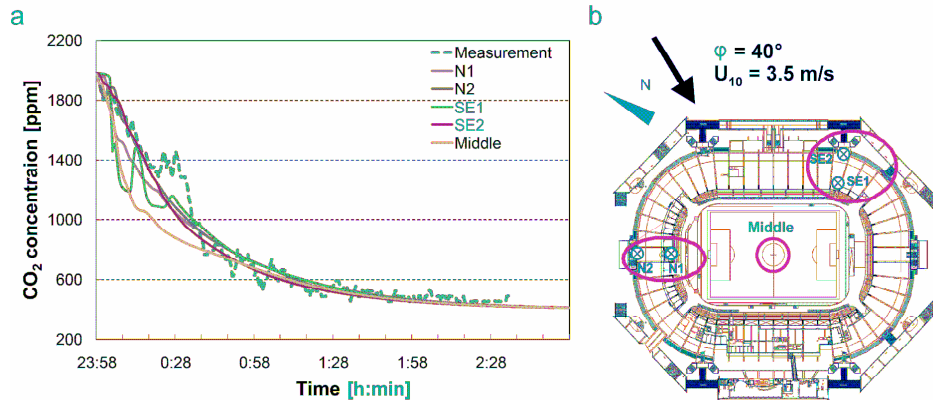 a
2200
1800
1400
1000
600
200
CO₂ concentraion [ppm]
Measurement
N1
N2
SE1
SE2
Middle
23:58
0:28
0:58
1:28
1:58
2:28
Time [h:min]
b
φ = 40°
U₁₀ = 3.5 m/s
N
SE2
SE1
Middle
N2
N1